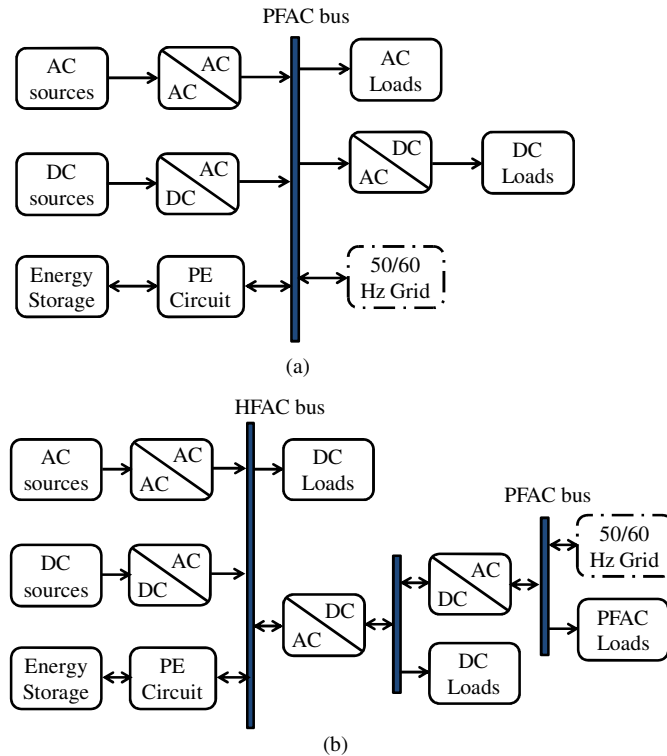 PFAC bus
AC
sources
AC
AC
AC
Loads
DC
sources
AC
DC
DC
AC
DC
Loads
Energy
Storage
PE
Circuit
50/60
Hz Grid
(a)
HFAC bus
AC
sources
AC
AC
DC
Loads
PFAC bus
50/60
Hz Grid
DC
sources
AC
DC
DC
AC
AC
DC
PFAC
Loads
Energy
Storage
PE
Circuit
DC
Loads
(b)